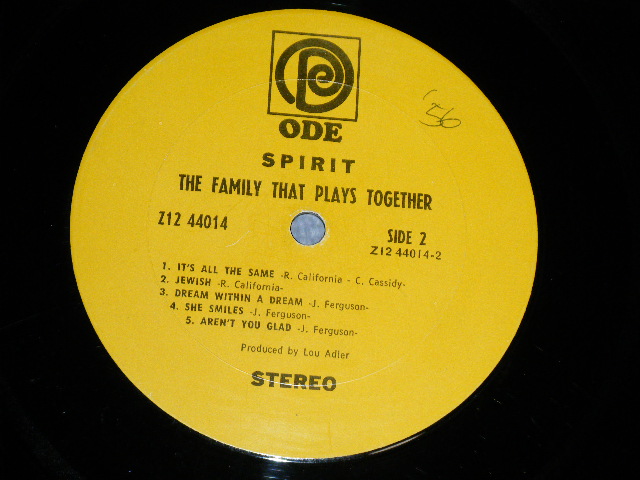 ODE
'56
SPIRIT
THE FAMILY THAT PLAYS TOGETHER
Z12 44014
SIDE 2
Z12 44014-2
1. IT'S ALL THE SAME -R. California - C. Cassidy-
2. JEWISH -R. California-
3. DREAM WITHIN A DREAM -J. Ferguson-
4. SHE SMILES -J. Ferguson-
5. AREN'T YOU GLAD -J. Ferguson-
Produced by Lou Adler
STEREO